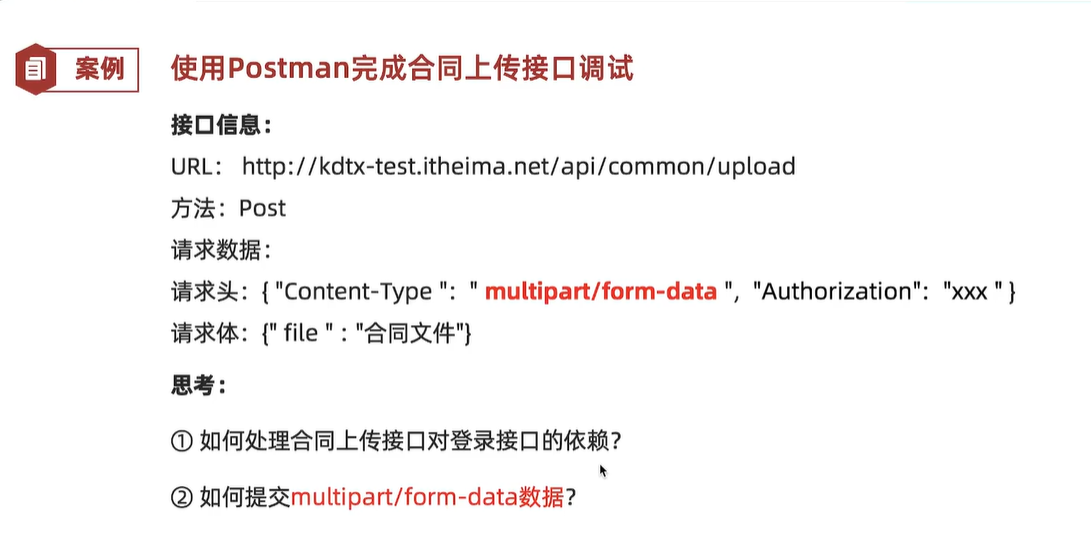 案例
使用Postman完成合同上传接口调试
接口信息：
URL： http://kdtx-test.itheima.net/api/common/upload
方法：Post
请求数据：
请求头：{ "Content-Type "： " multipart/form-data "， "Authorization"： "xxx " }
请求体：{" file " : "合同文件"}
思考：
① 如何处理合同上传接口对登录接口的依赖？
② 如何提交multipart/form-data数据？